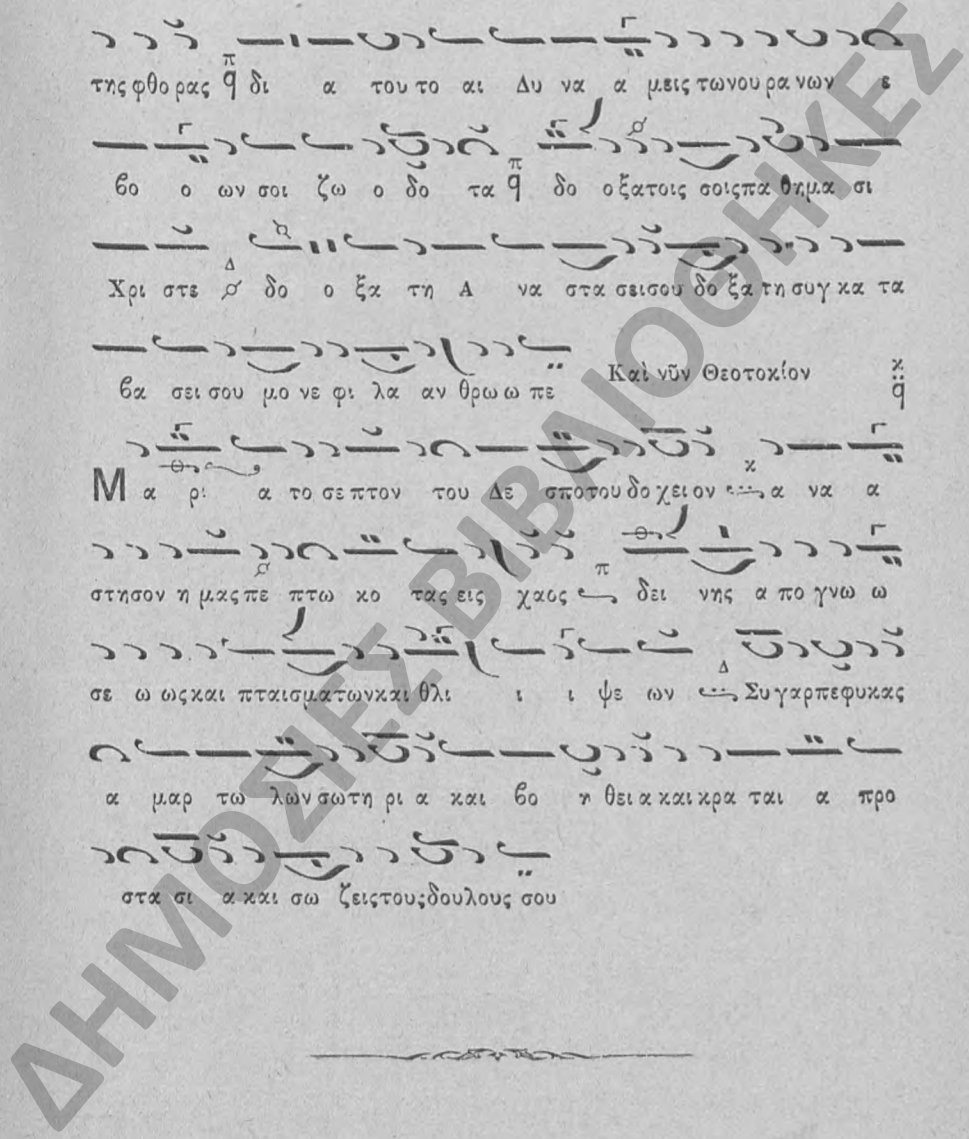 π
της φθο ρας q δι α του το αι Δυ να α μεις των ου ρα νων ε
π
βο ο ων σοι ζω ο δο τα q δο ο ξα τοις σοις πα θη μα σι
Δ
Χρι στε δο ο ξα τη Α να στα σει σου δο ξα τη συγ κα τα
βα σει σου μο νε φι λα αν θρω ω πε Καὶ νῦν Θεοτοκίον κ q
Μα ρι α το σε πτον του Δε σπο του δο χει ον κ α να α
στη σον η μας πε πτω κο τας εις χα ος π δει νης α πο γνω ω
σε ω ως και πται σμα των και θλι ι ι ψε ων Δ Συ γαρ πε φυ κας
α μαρ τω λων σω τη ρι α και βο η θει α και κρα ται α προ
στα σι α και σω ζεις τους δου λους σου
ΔΗΜΟΣΙΕΣ ΒΙΒΛΙΟΘΗΚΕΣ